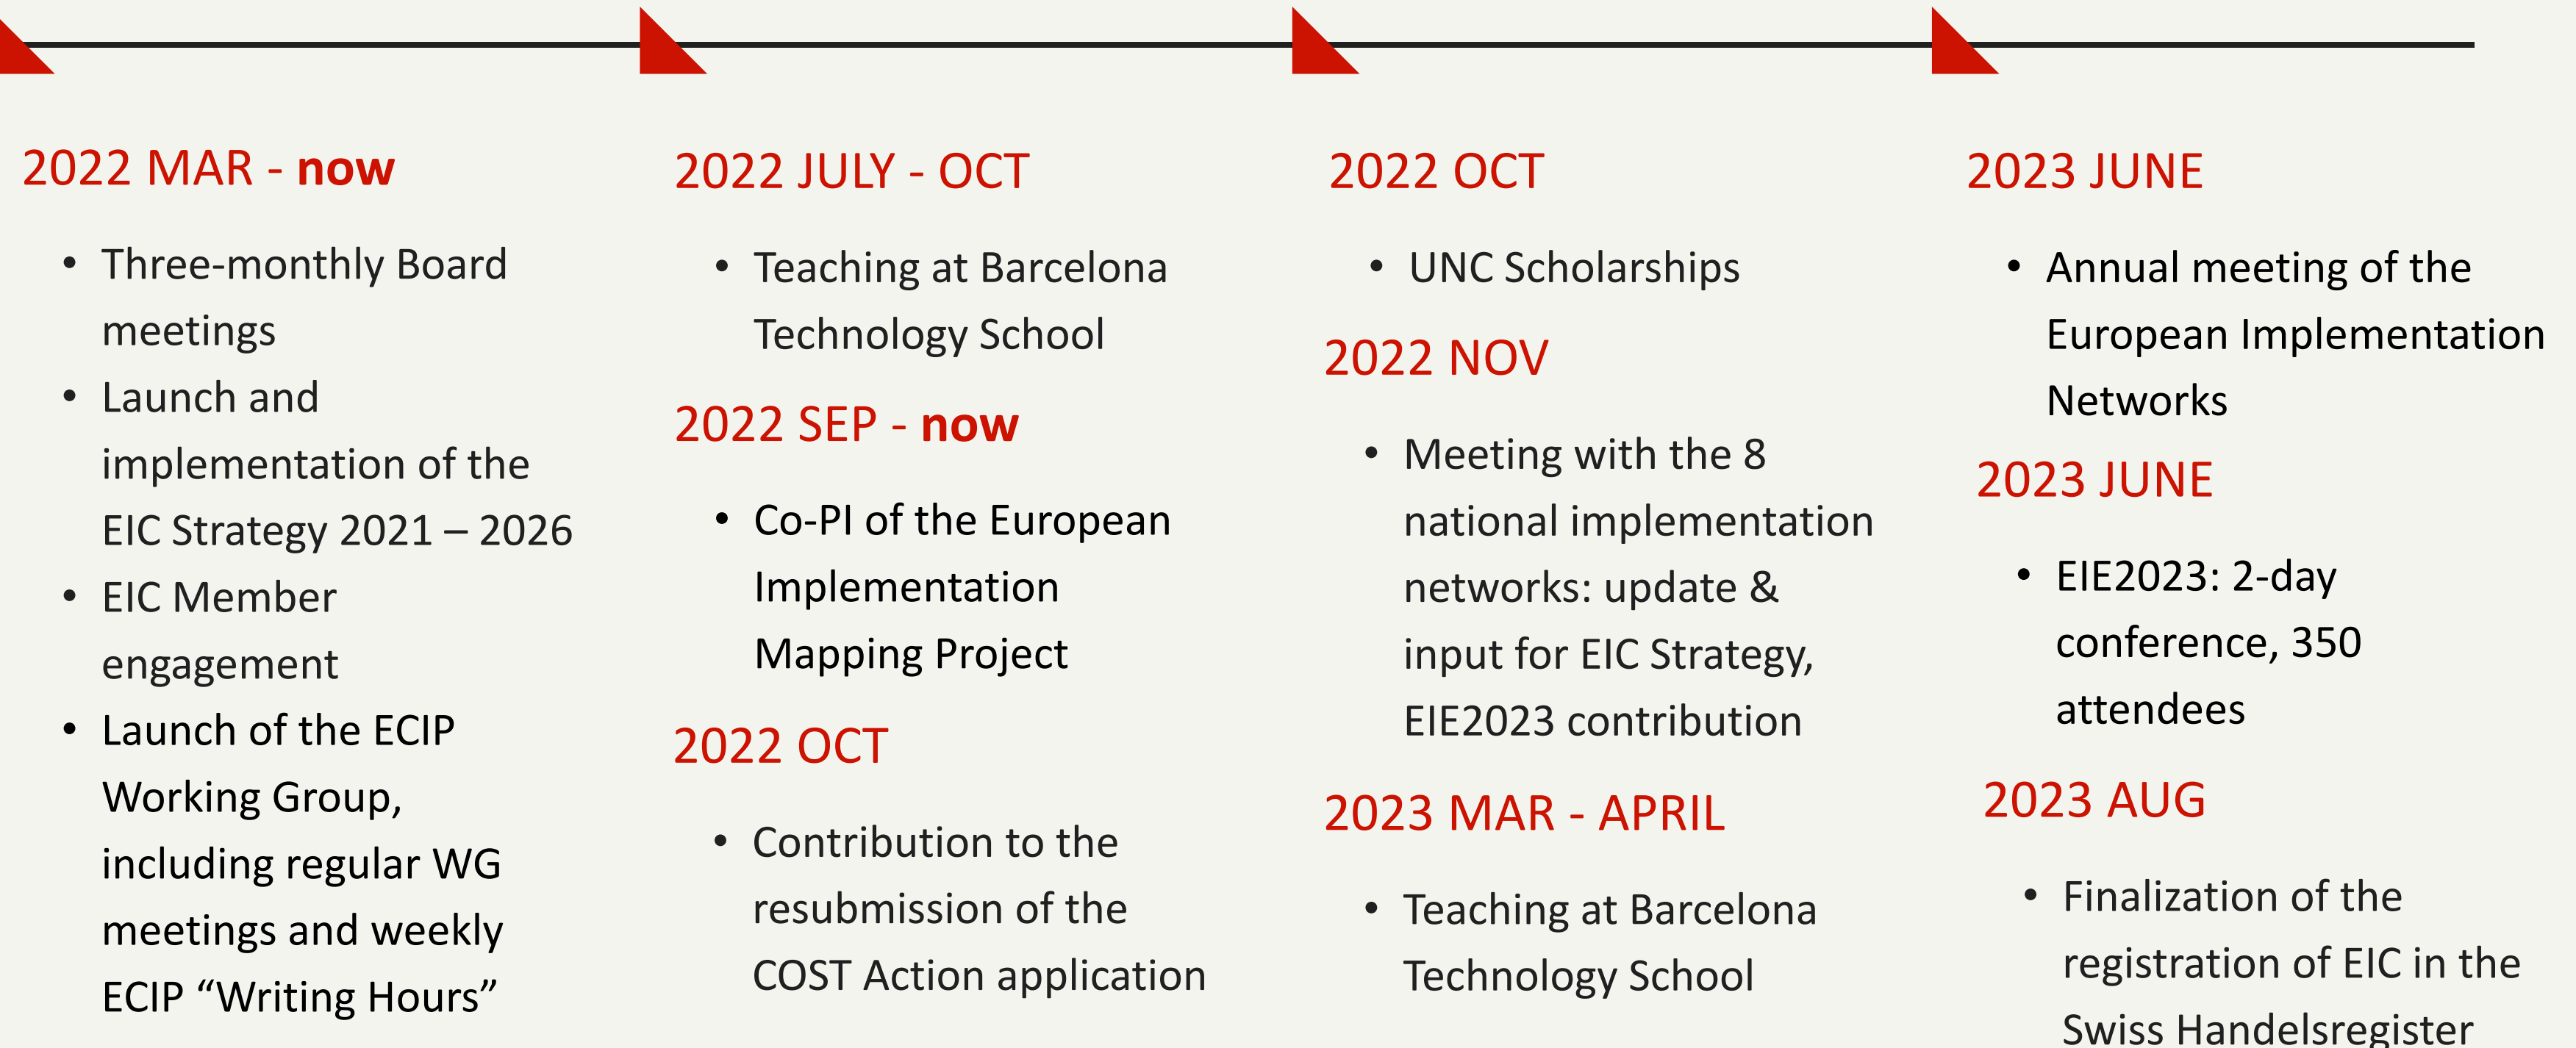 2022 MAR - now
• Three-monthly Board
meetings
• Launch and
implementation of the
EIC Strategy 2021 – 2026
• EIC Member
engagement
• Launch of the ECIP
Working Group,
including regular WG
meetings and weekly
ECIP “Writing Hours”
2022 JULY - OCT
• Teaching at Barcelona
Technology School
2022 SEP - now
• Co-PI of the European
Implementation
Mapping Project
2022 OCT
• Contribution to the
resubmission of the
COST Action application
2022 OCT
• UNC Scholarships
2022 NOV
• Meeting with the 8
national implementation
networks: update &
input for EIC Strategy,
EIE2023 contribution
2023 MAR - APRIL
• Teaching at Barcelona
Technology School
2023 JUNE
• Annual meeting of the
European Implementation
Networks
2023 JUNE
• EIE2023: 2-day
conference, 350
attendees
2023 AUG
• Finalization of the
registration of EIC in the
Swiss Handelsregister